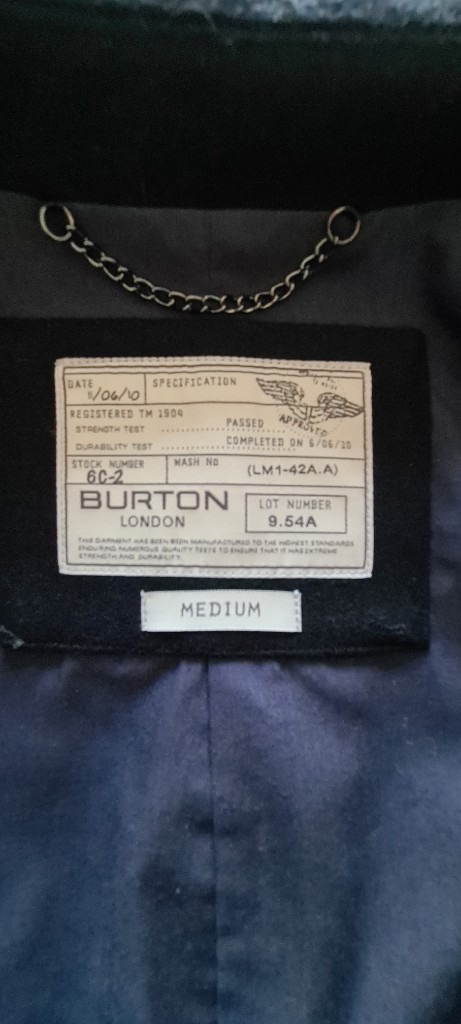 DATE 11/06/10 SPECIFICATION
REGISTERED TM 1904
APPROVED
STRENGTH TEST .................. PASSED
DURABILITY TEST .................. COMPLETED ON 6/06/10
STOCK NUMBER 6C-2 WASH No (LM1-42A.A)
BURTON
LONDON
LOT NUMBER
9.54A
THIS GARMENT HAS BEEN MANUFACTURED TO THE HIGHEST STANDARDS
ENDURING NUMEROUS QUALITY TESTS TO ENSURE THAT IT HAS EXTREME
STRENGTH AND DURABILITY.
MEDIUM